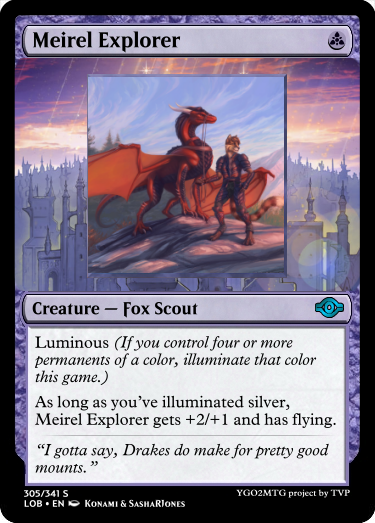 Meirel Explorer
Creature — Fox Scout
Luminous (If you control four or more
permanents of a color, illuminate that color
this game.)
As long as you’ve illuminated silver,
Meirel Explorer gets +2/+1 and has flying.
“I gotta say, Drakes do make for pretty good
mounts.”
305/341 S
YGO2MTG project by TVP
LOB • EN Konami & SashaRJones